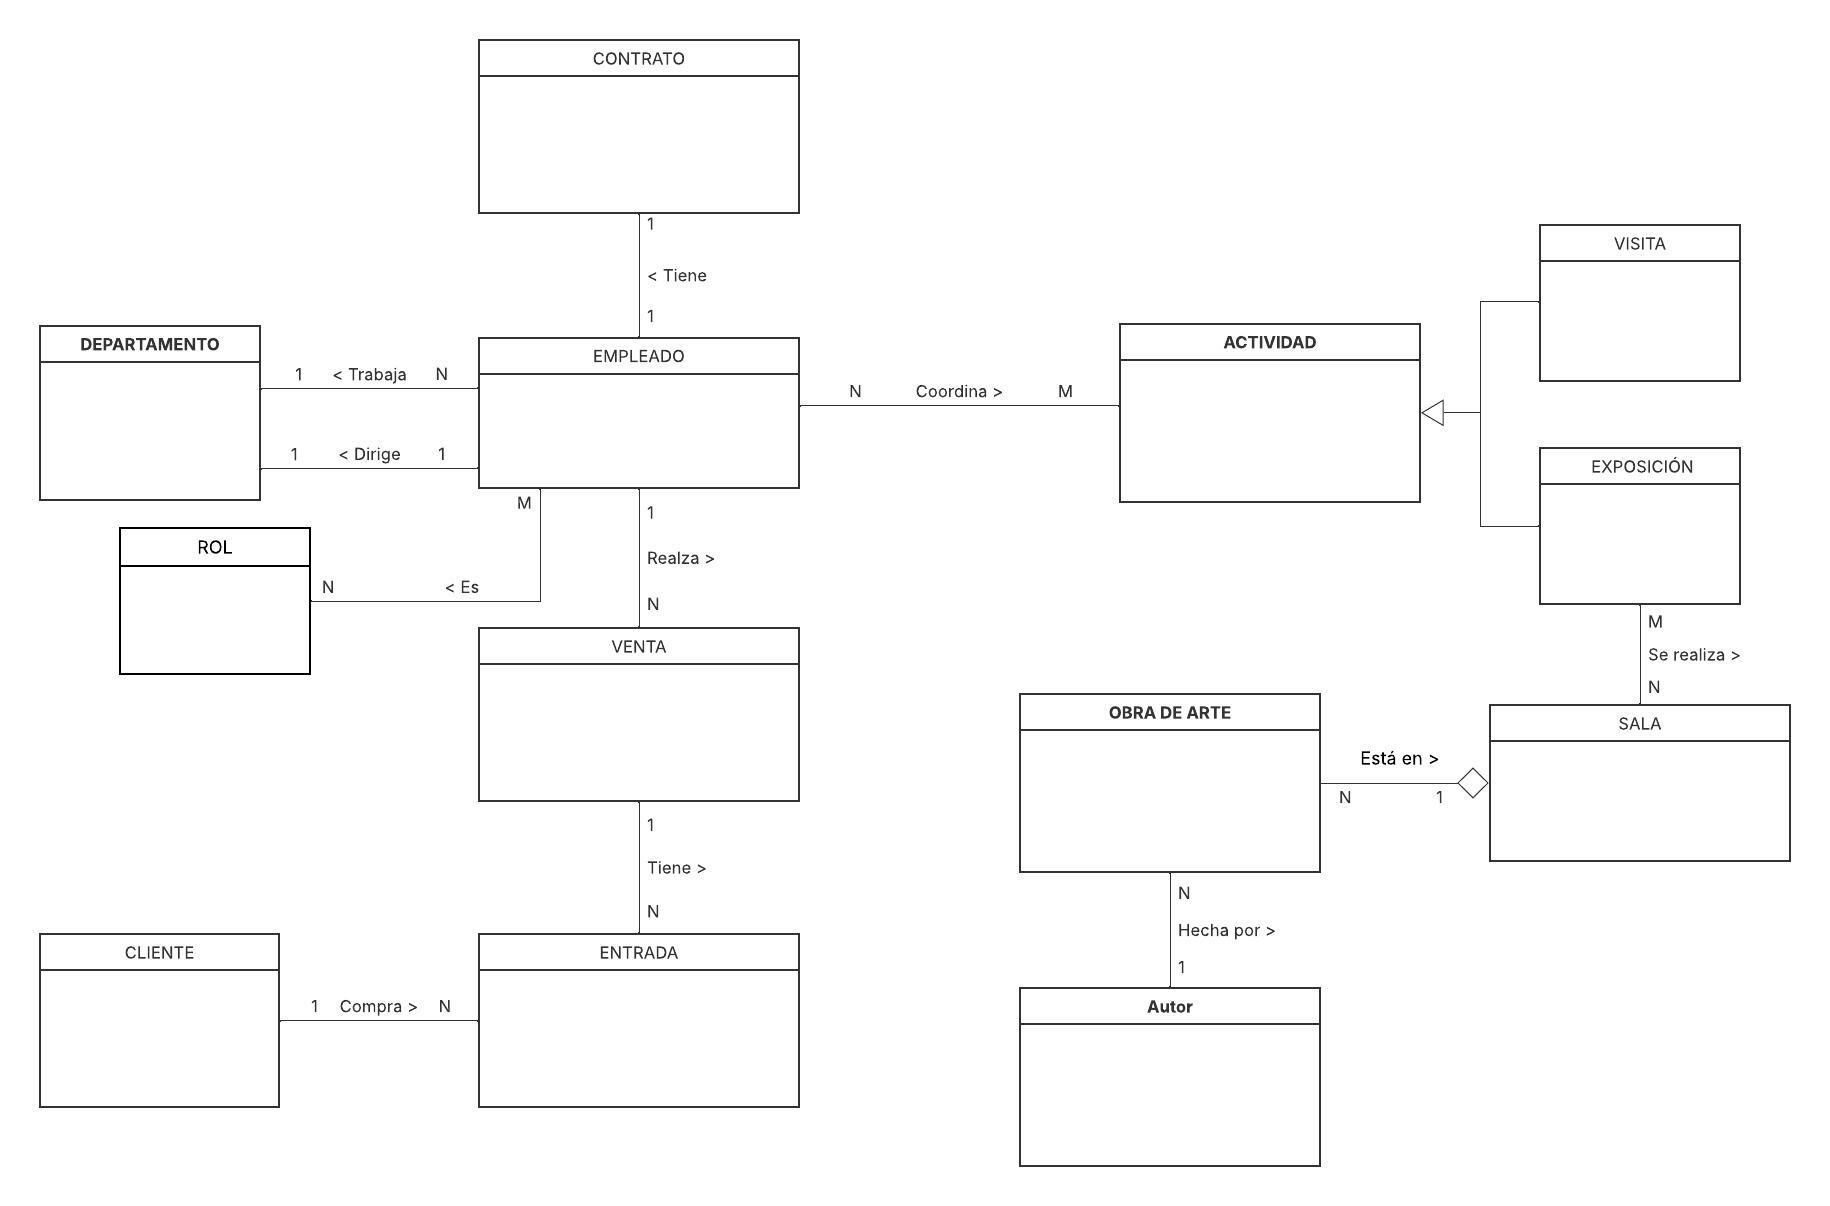 CONTRATO
1
< Tiene
1
VISITA
DEPARTAMENTO
1 < Trabaja N
1 < Dirige 1
EMPLEADO
N Coordina > M
ACTIVIDAD
EXPOSICIÓN
M
ROL
N < Es
1
Realza >
N
M
Se realiza >
N
VENTA
OBRA DE ARTE
Está en >
N 1
SALA
1
Tiene >
N
N
Hecha por >
1
CLIENTE
1 Compra > N
ENTRADA
Autor